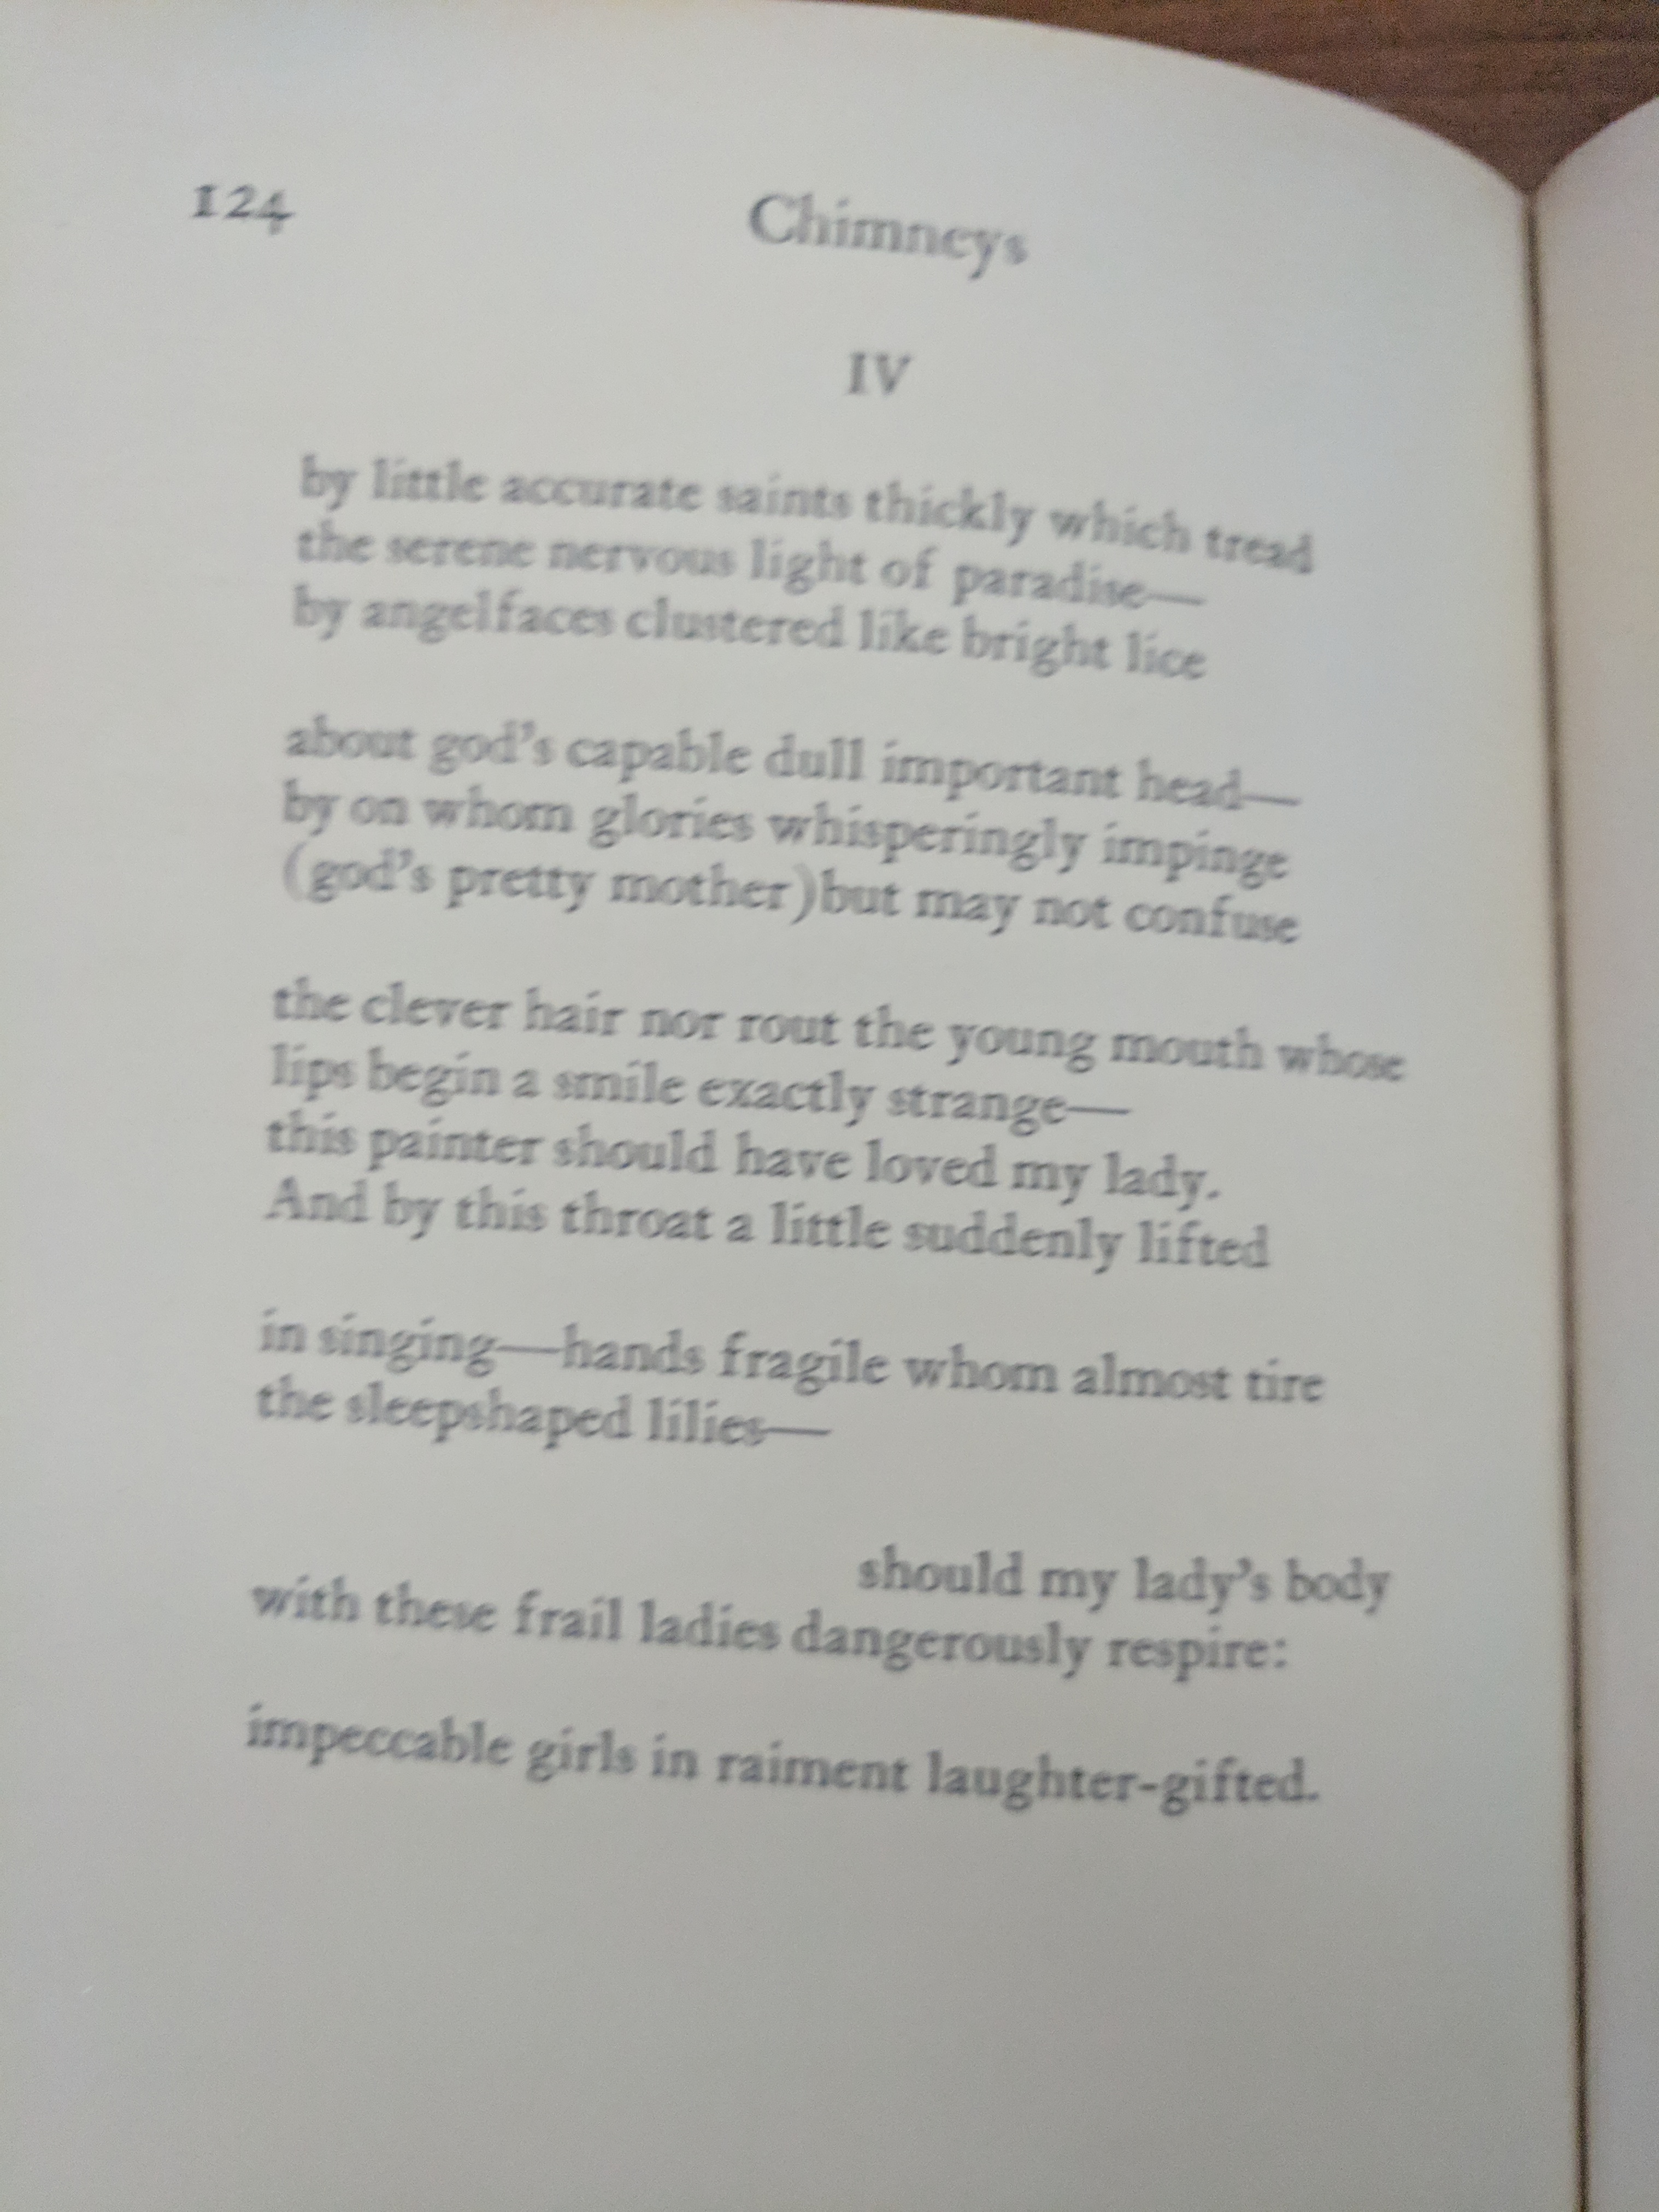 124
Chimneys
IV
by little accurate saints thickly which tread
the serene nervous light of paradise—
by angelfaces clustered like bright lice
about god's capable dull important head—
by on whom glories whisperingly impinge
(god's pretty mother)but may not confuse
the clever hair nor rout the young mouth whose
lips begin a smile exactly strange—
this painter should have loved my lady.
And by this throat a little suddenly lifted
in singing—hands fragile whom almost tire
the sleepshaped lilies—
should my lady's body
with these frail ladies dangerously respire:
impeccable girls in raiment laughter-gifted.